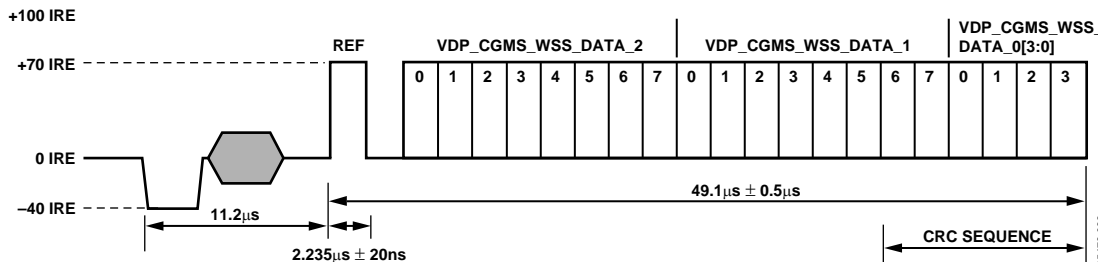 +100 IRE
REF
VDP_CGMS_WSS_DATA_2
VDP_CGMS_WSS_DATA_1
VDP_CGMS_WSS_
DATA_0[3:0]
+70 IRE
0 1 2 3 4 5 6 7 0 1 2 3 4 5 6 7 0 1 2 3
0 IRE
–40 IRE
49.1µs ± 0.5µs
11.2µs
CRC SEQUENCE
2.235µs ± 20ns